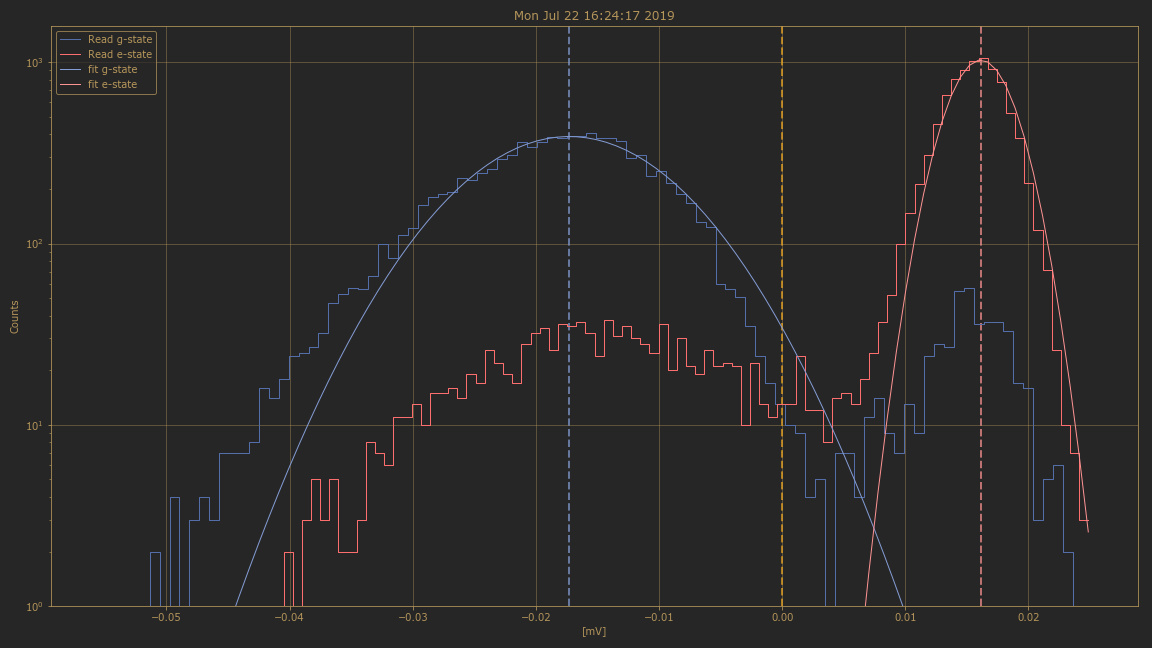 Mon Jul 22 16:24:17 2019
Read g-state
Read e-state
fit g-state
fit e-state
10³
10²
10¹
10⁰
Counts
−0.05 −0.04 −0.03 −0.02 −0.01 0.00 0.01 0.02
[mV]